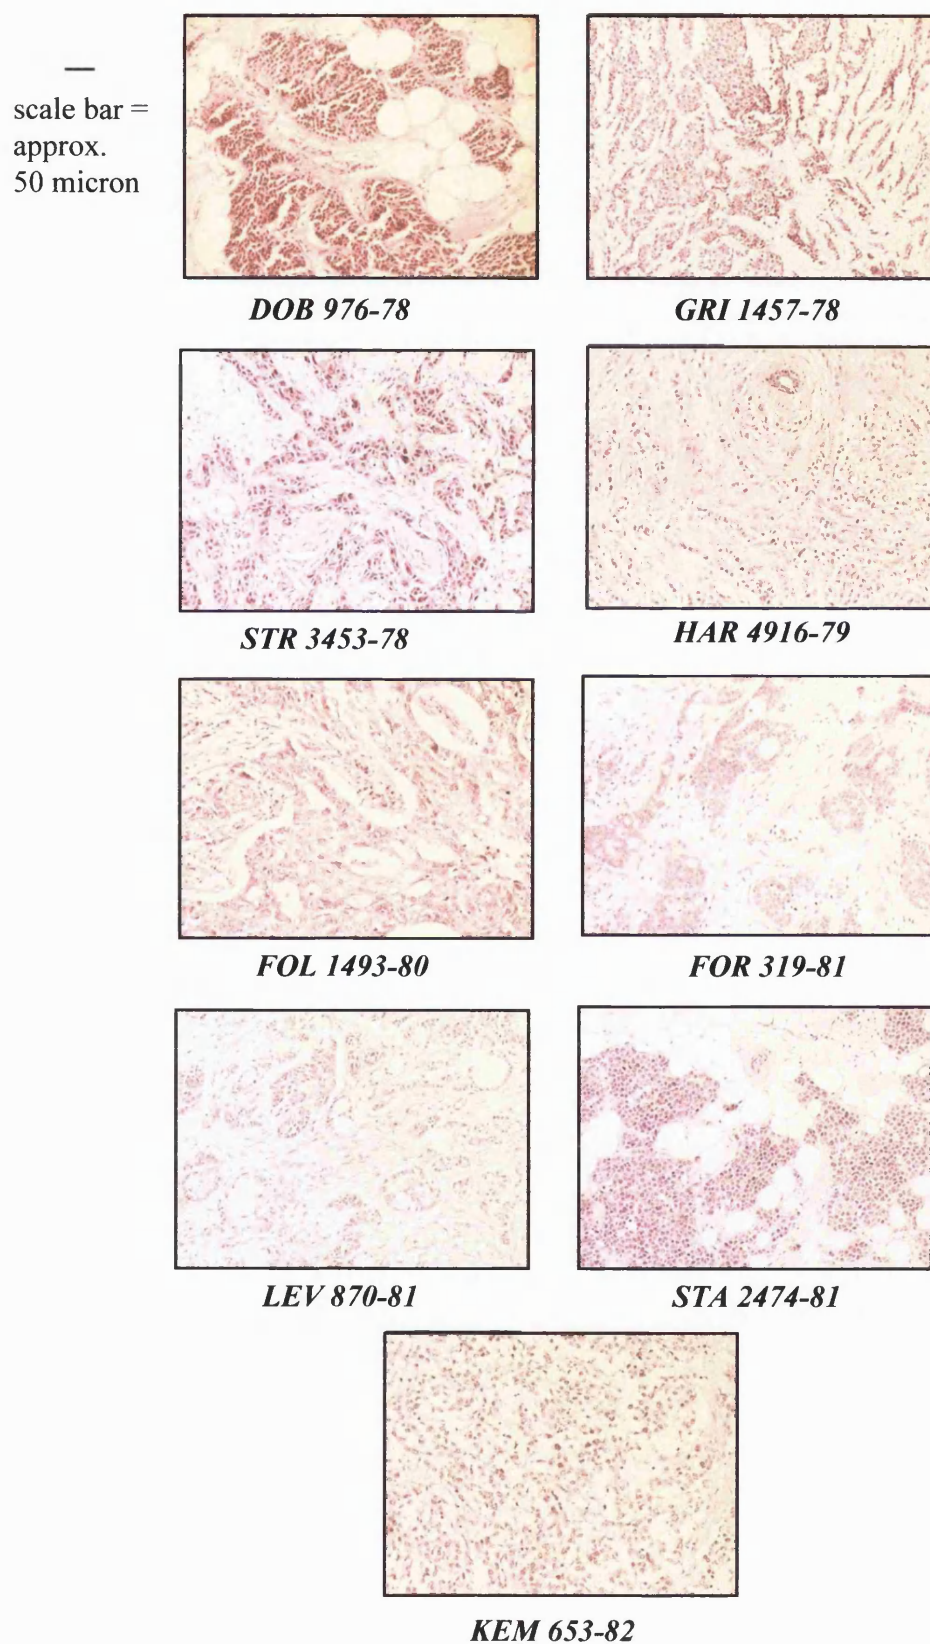 scale bar =
approx.
50 micron
DOB 976-78
GRI 1457-78
STR 3453-78
HAR 4916-79
FOL 1493-80
FOR 319-81
LEV 870-81
STA 2474-81
KEM 653-82